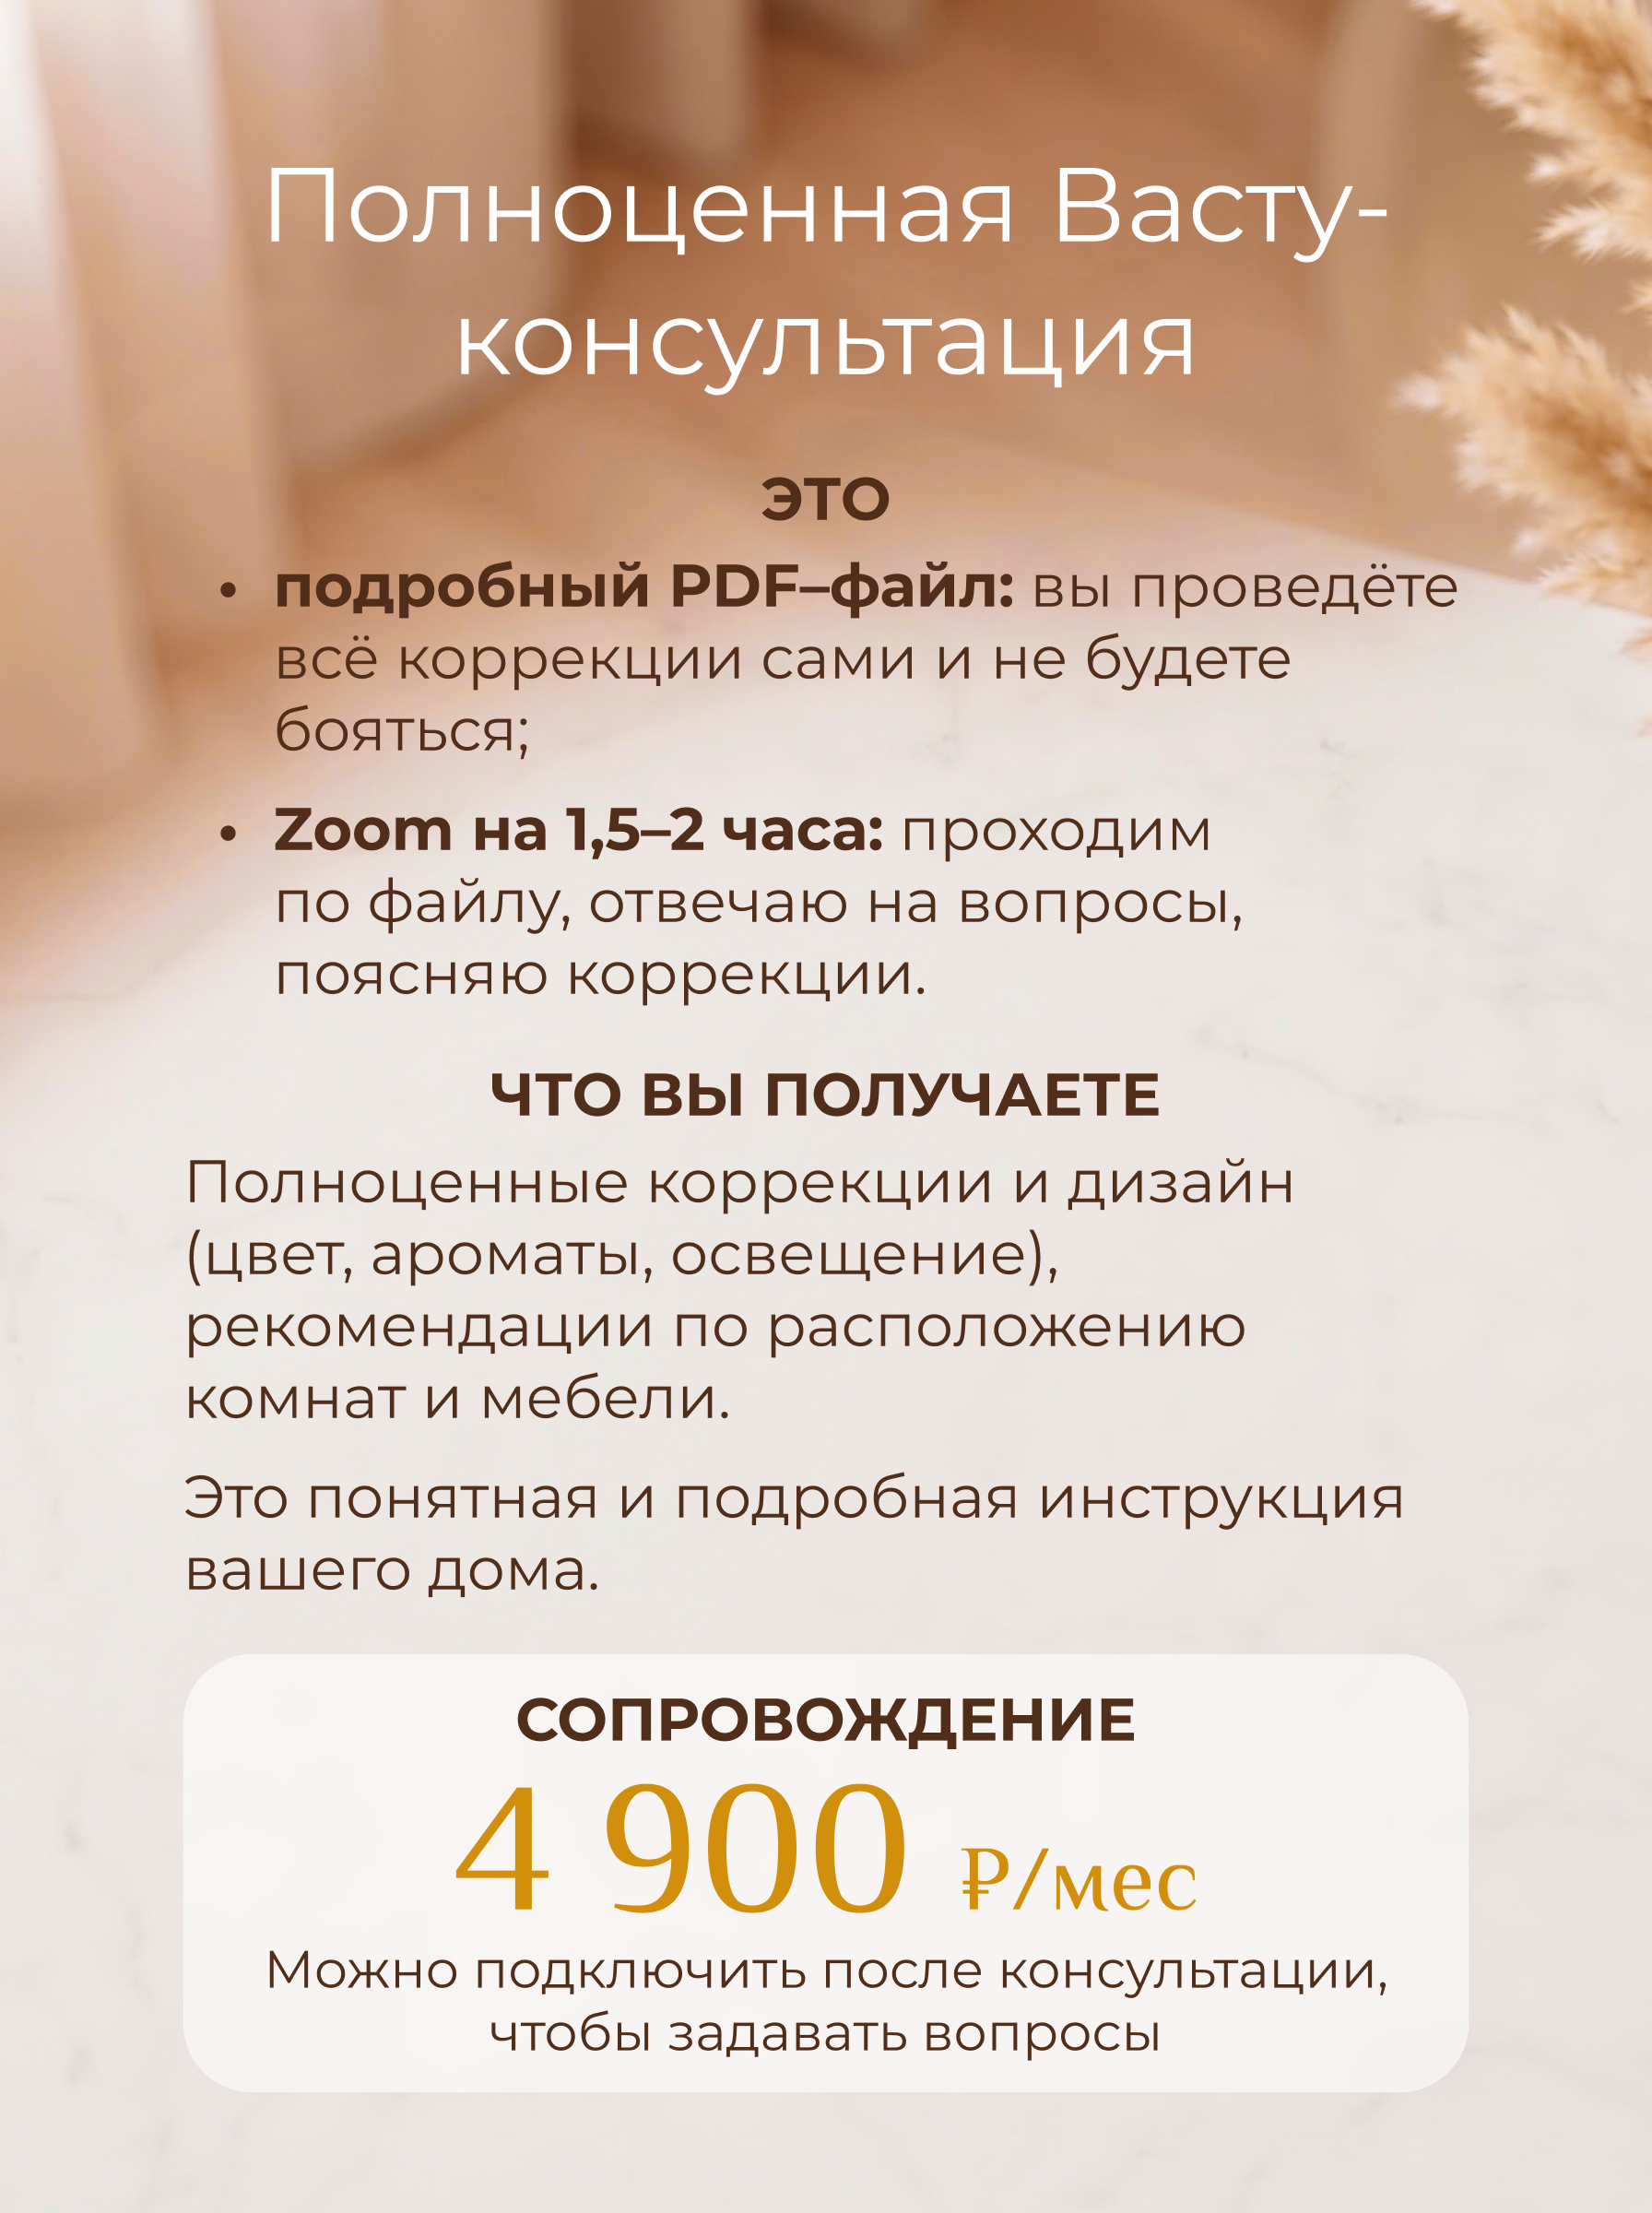 Полноценная Васту-
консультация
ЭТО
• подробный PDF–файл: вы проведёте
всё коррекции сами и не будете
бояться;
• Zoom на 1,5–2 часа: проходим
по файлу, отвечаю на вопросы,
поясняю коррекции.
ЧТО ВЫ ПОЛУЧАЕТЕ
Полноценные коррекции и дизайн
(цвет, ароматы, освещение),
рекомендации по расположению
комнат и мебели.
Это понятная и подробная инструкция
вашего дома.
СОПРОВОЖДЕНИЕ
4 900 ₽/мес
Можно подключить после консультации,
чтобы задавать вопросы